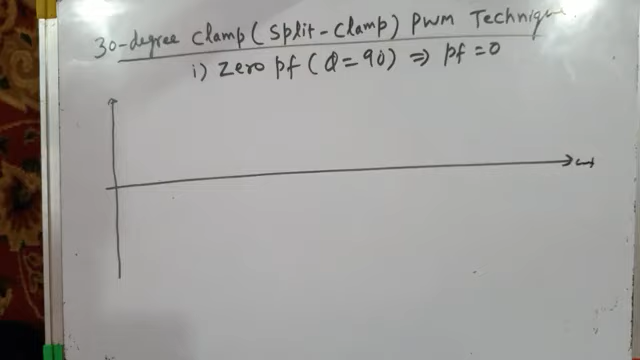 30-degree clamp (split-clamp) PWM Technique
i) Zero pf (Φ = 90) ⇒ pf = 0
ωt